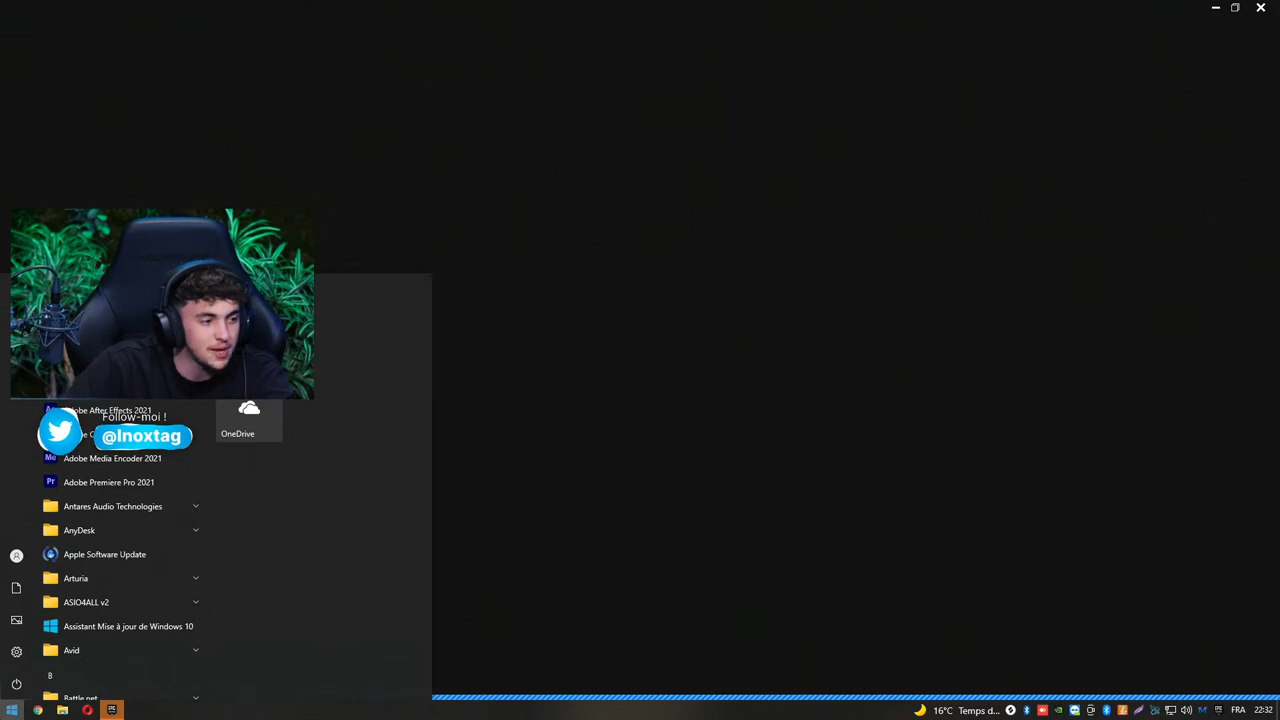 Adobe After Effects 2021
Follow-moi !
@Inoxtag
OneDrive
Me
Adobe Media Encoder 2021
Pr
Adobe Premiere Pro 2021
Antares Audio Technologies
AnyDesk
Apple Software Update
Arturia
ASIO4ALL v2
Assistant Mise à jour de Windows 10
Avid
B
Battle.net
16°C Temps d...
FRA
22:32